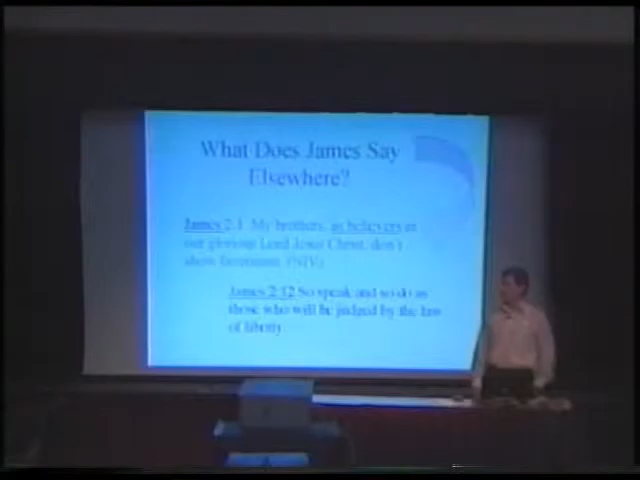 What Does James Say
Elsewhere?
James 2:1 My brothers, as believers in
our glorious Lord Jesus Christ, don't
show favoritism. (NIV)
James 2:12 So speak and so do as
those who will be judged by the law
of liberty